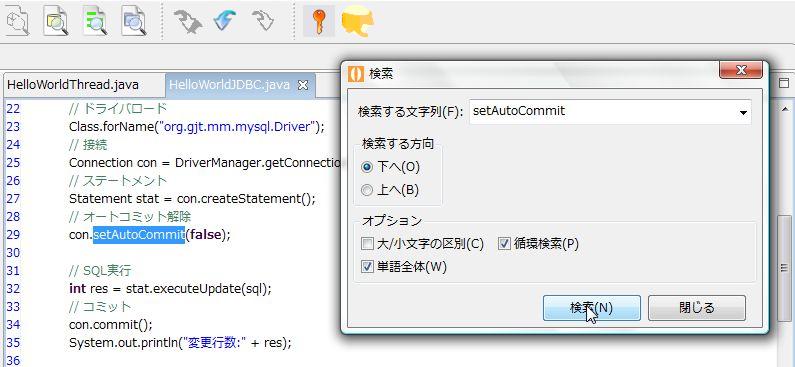 HelloWorldThread.java
HelloWorldJDBC.java
22 // ドライバロード
23 Class.forName("org.gjt.mm.mysql.Driver");
24 // 接続
25 Connection con = DriverManager.getConnection
26 // ステートメント
27 Statement stat = con.createStatement();
28 // オートコミット解除
29 con.setAutoCommit(false);
30
31 // SQL実行
32 int res = stat.executeUpdate(sql);
33 // コミット
34 con.commit();
35 System.out.println("変更行数:" + res);
36
検索
検索する文字列(F): setAutoCommit
検索する方向
下へ(O)
上へ(B)
オプション
大/小文字の区別(C) 循環検索(P)
単語全体(W)
検索(N) 閉じる